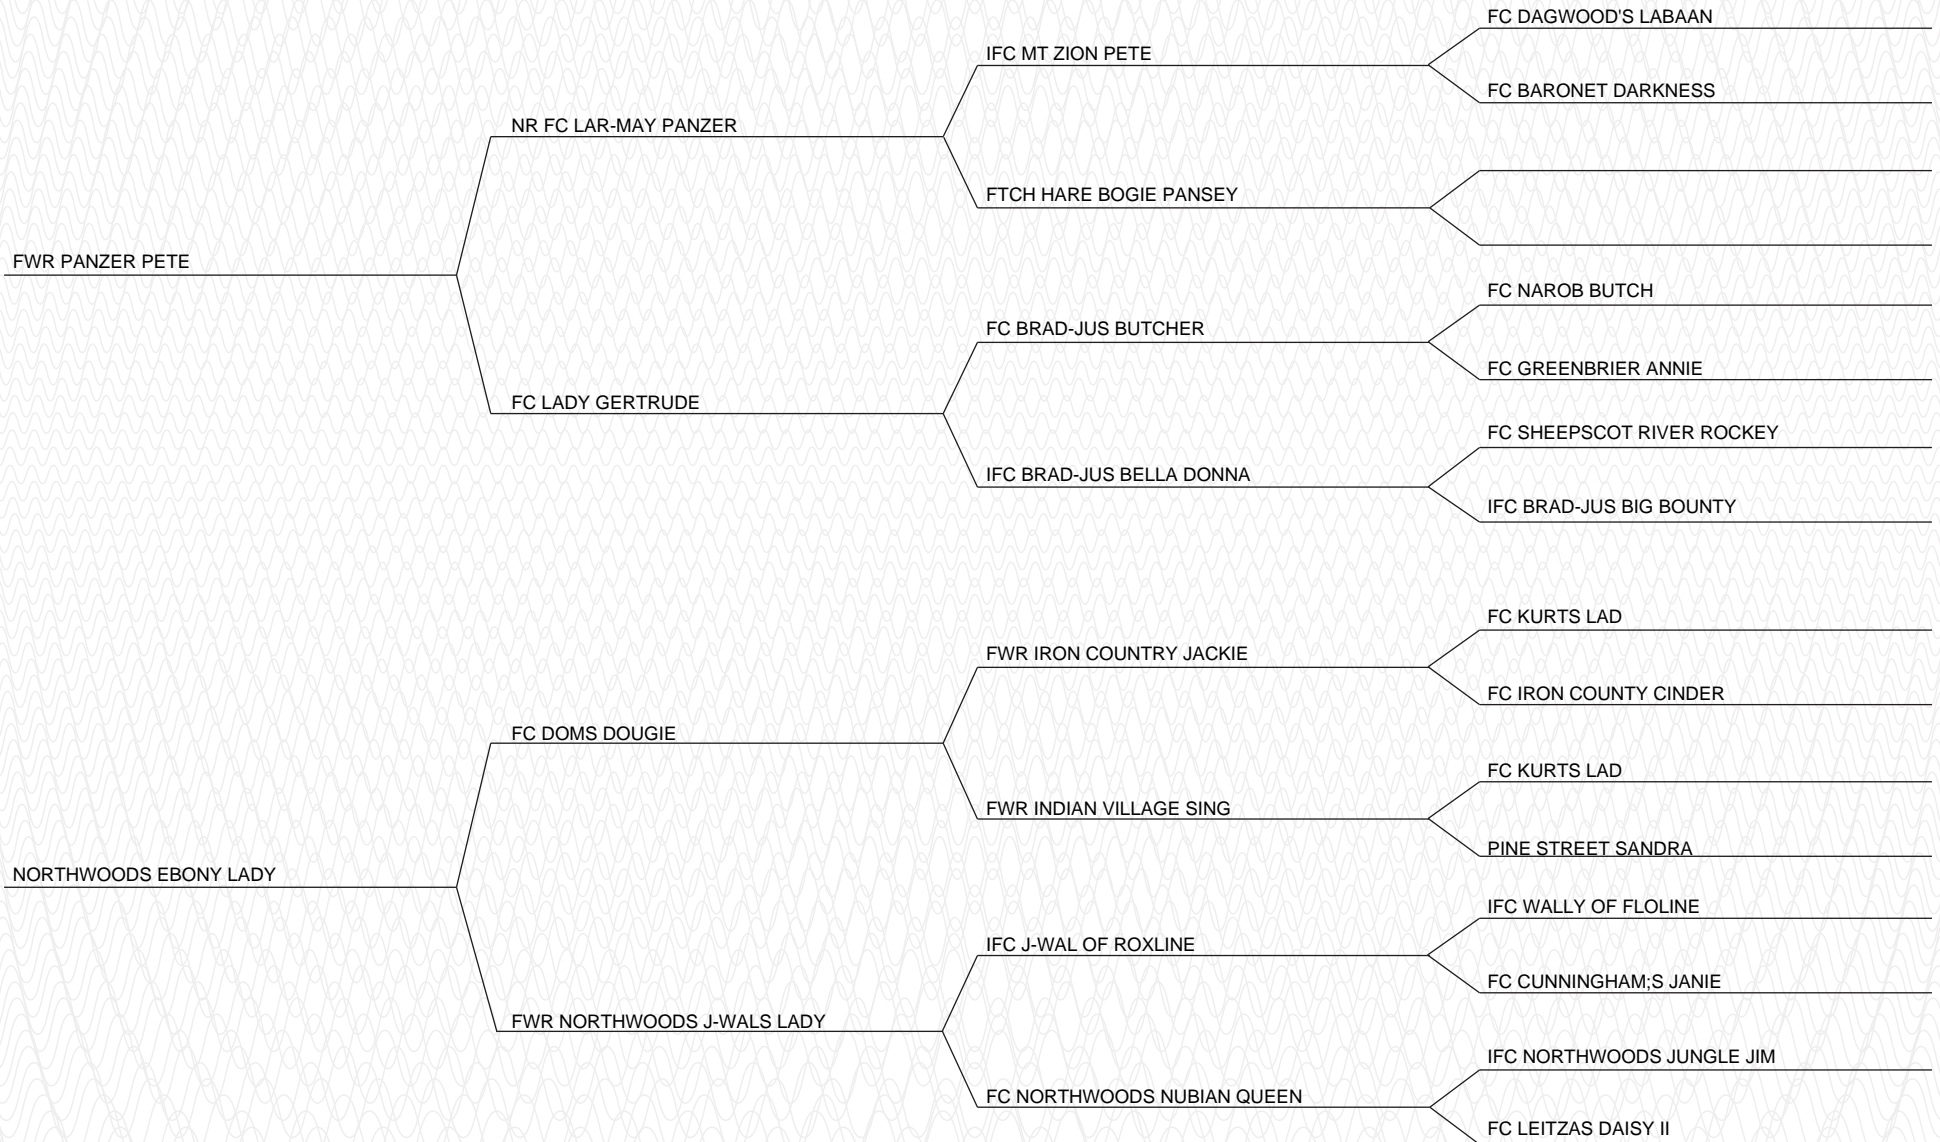 FC DAGWOOD'S LABAAN
IFC MT ZION PETE
FC BARONET DARKNESS
NR FC LAR-MAY PANZER
FTCH HARE BOGIE PANSEY
FWR PANZER PETE
FC NAROB BUTCH
FC BRAD-JUS BUTCHER
FC GREENBRIER ANNIE
FC LADY GERTRUDE
FC SHEEPSCOT RIVER ROCKEY
IFC BRAD-JUS BELLA DONNA
IFC BRAD-JUS BIG BOUNTY
FC KURTS LAD
FWR IRON COUNTRY JACKIE
FC IRON COUNTY CINDER
FC DOMS DOUGIE
FC KURTS LAD
FWR INDIAN VILLAGE SING
PINE STREET SANDRA
NORTHWOODS EBONY LADY
IFC WALLY OF FLOLINE
IFC J-WAL OF ROXLINE
FC CUNNINGHAM;S JANIE
FWR NORTHWOODS J-WALS LADY
IFC NORTHWOODS JUNGLE JIM
FC NORTHWOODS NUBIAN QUEEN
FC LEITZAS DAISY II